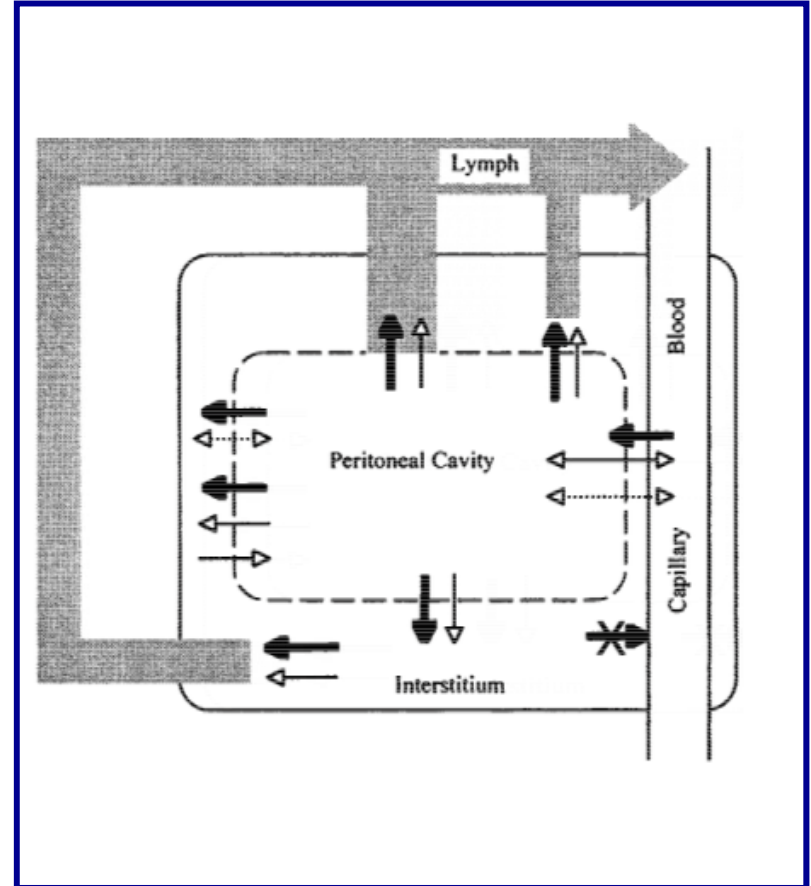 Lymph
Blood
Peritoneal Cavity
Capillary
Interstitium